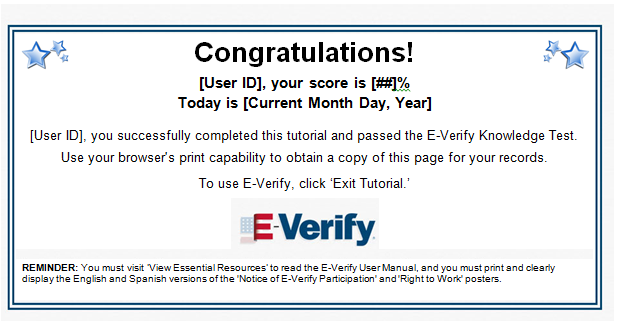 Congratulations!
[User ID], your score is [##]%
Today is [Current Month Day, Year]
[User ID], you successfully completed this tutorial and passed the E-Verify Knowledge Test.
Use your browser's print capability to obtain a copy of this page for your records.
To use E-Verify, click ‘Exit Tutorial.’
E-Verify
REMINDER: You must visit 'View Essential Resources' to read the E-Verify User Manual, and you must print and clearly
display the English and Spanish versions of the 'Notice of E-Verify Participation' and 'Right to Work' posters.